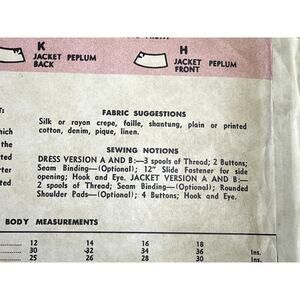 K
JACKET PEPLUM
BACK
H
JACKET PEPLUM
FRONT
FABRIC SUGGESTIONS
Silk or rayon crepe, faille, shantung, plain or printed
cotton, denim, pique, linen.
SEWING NOTIONS
DRESS VERSION A AND B:—3 spools of Thread; 2 Buttons;
Seam Binding—(Optional); 12" Slide Fastener for side
opening; Hook and Eye. JACKET VERSION A AND B:—
2 spools of Thread; Seam Binding—(Optional); Rounded
Shoulder Pads—(Optional); 4 Buttons; Hook and Eye.
BODY MEASUREMENTS
12 14 16 18
30 32 34 36 Ins.
25 26 28 30 Ins.